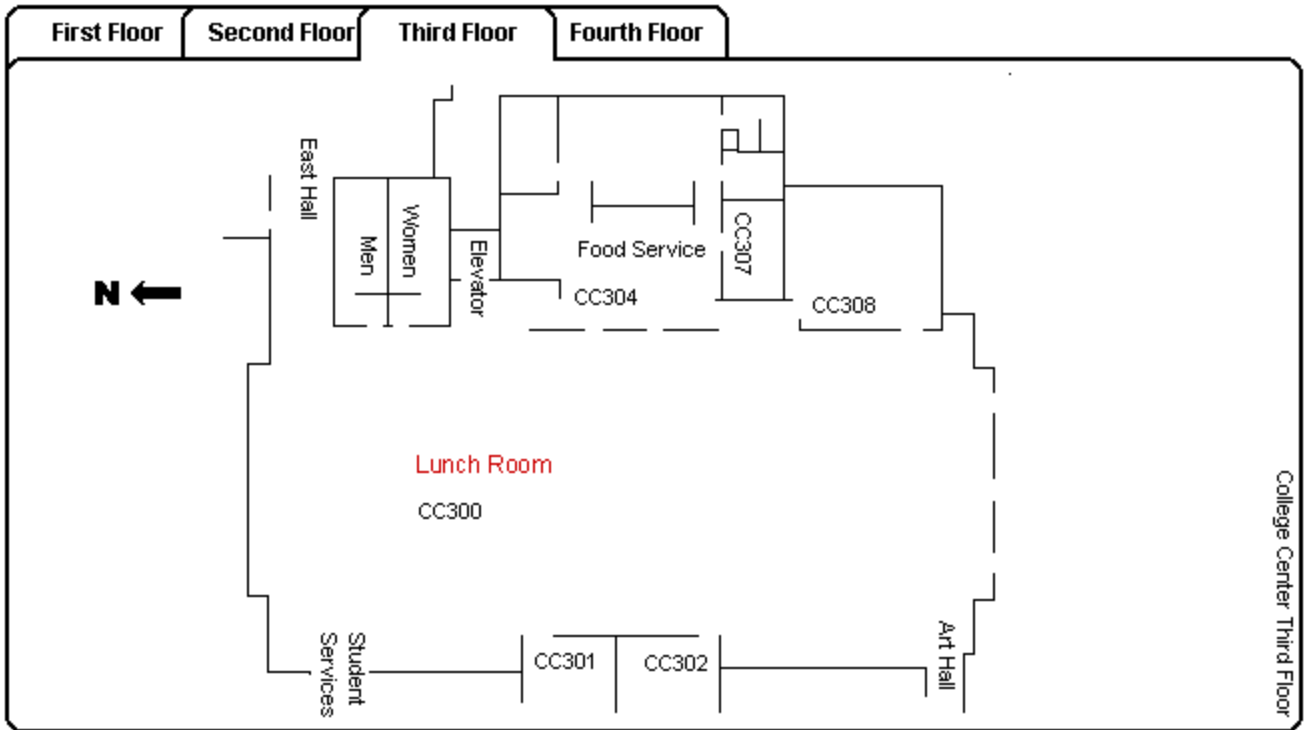 First Floor
Second Floor
Third Floor
Fourth Floor
East Hall
Men
Women
Elevator
Food Service
CC304
CC307
CC308
N
Lunch Room
CC300
Student
Services
CC301
CC302
Art Hall
College Center Third Floor